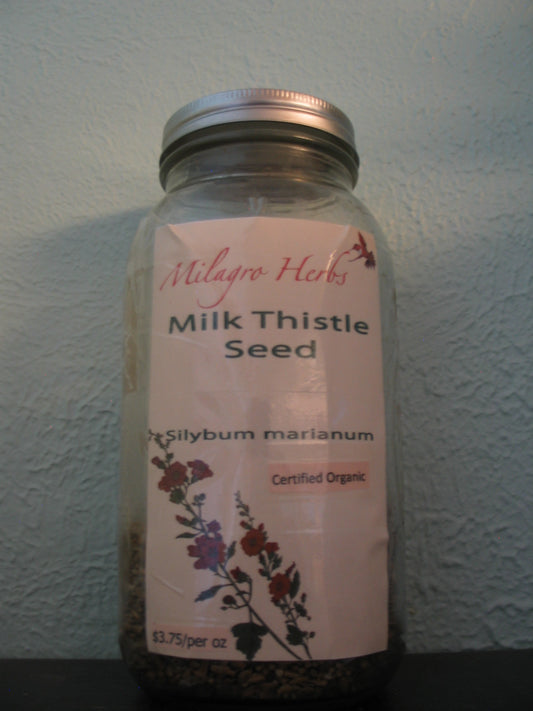 Milagro Herbs
Milk Thistle
Seed
Silybum marianum
Certified Organic
$3.75/per oz